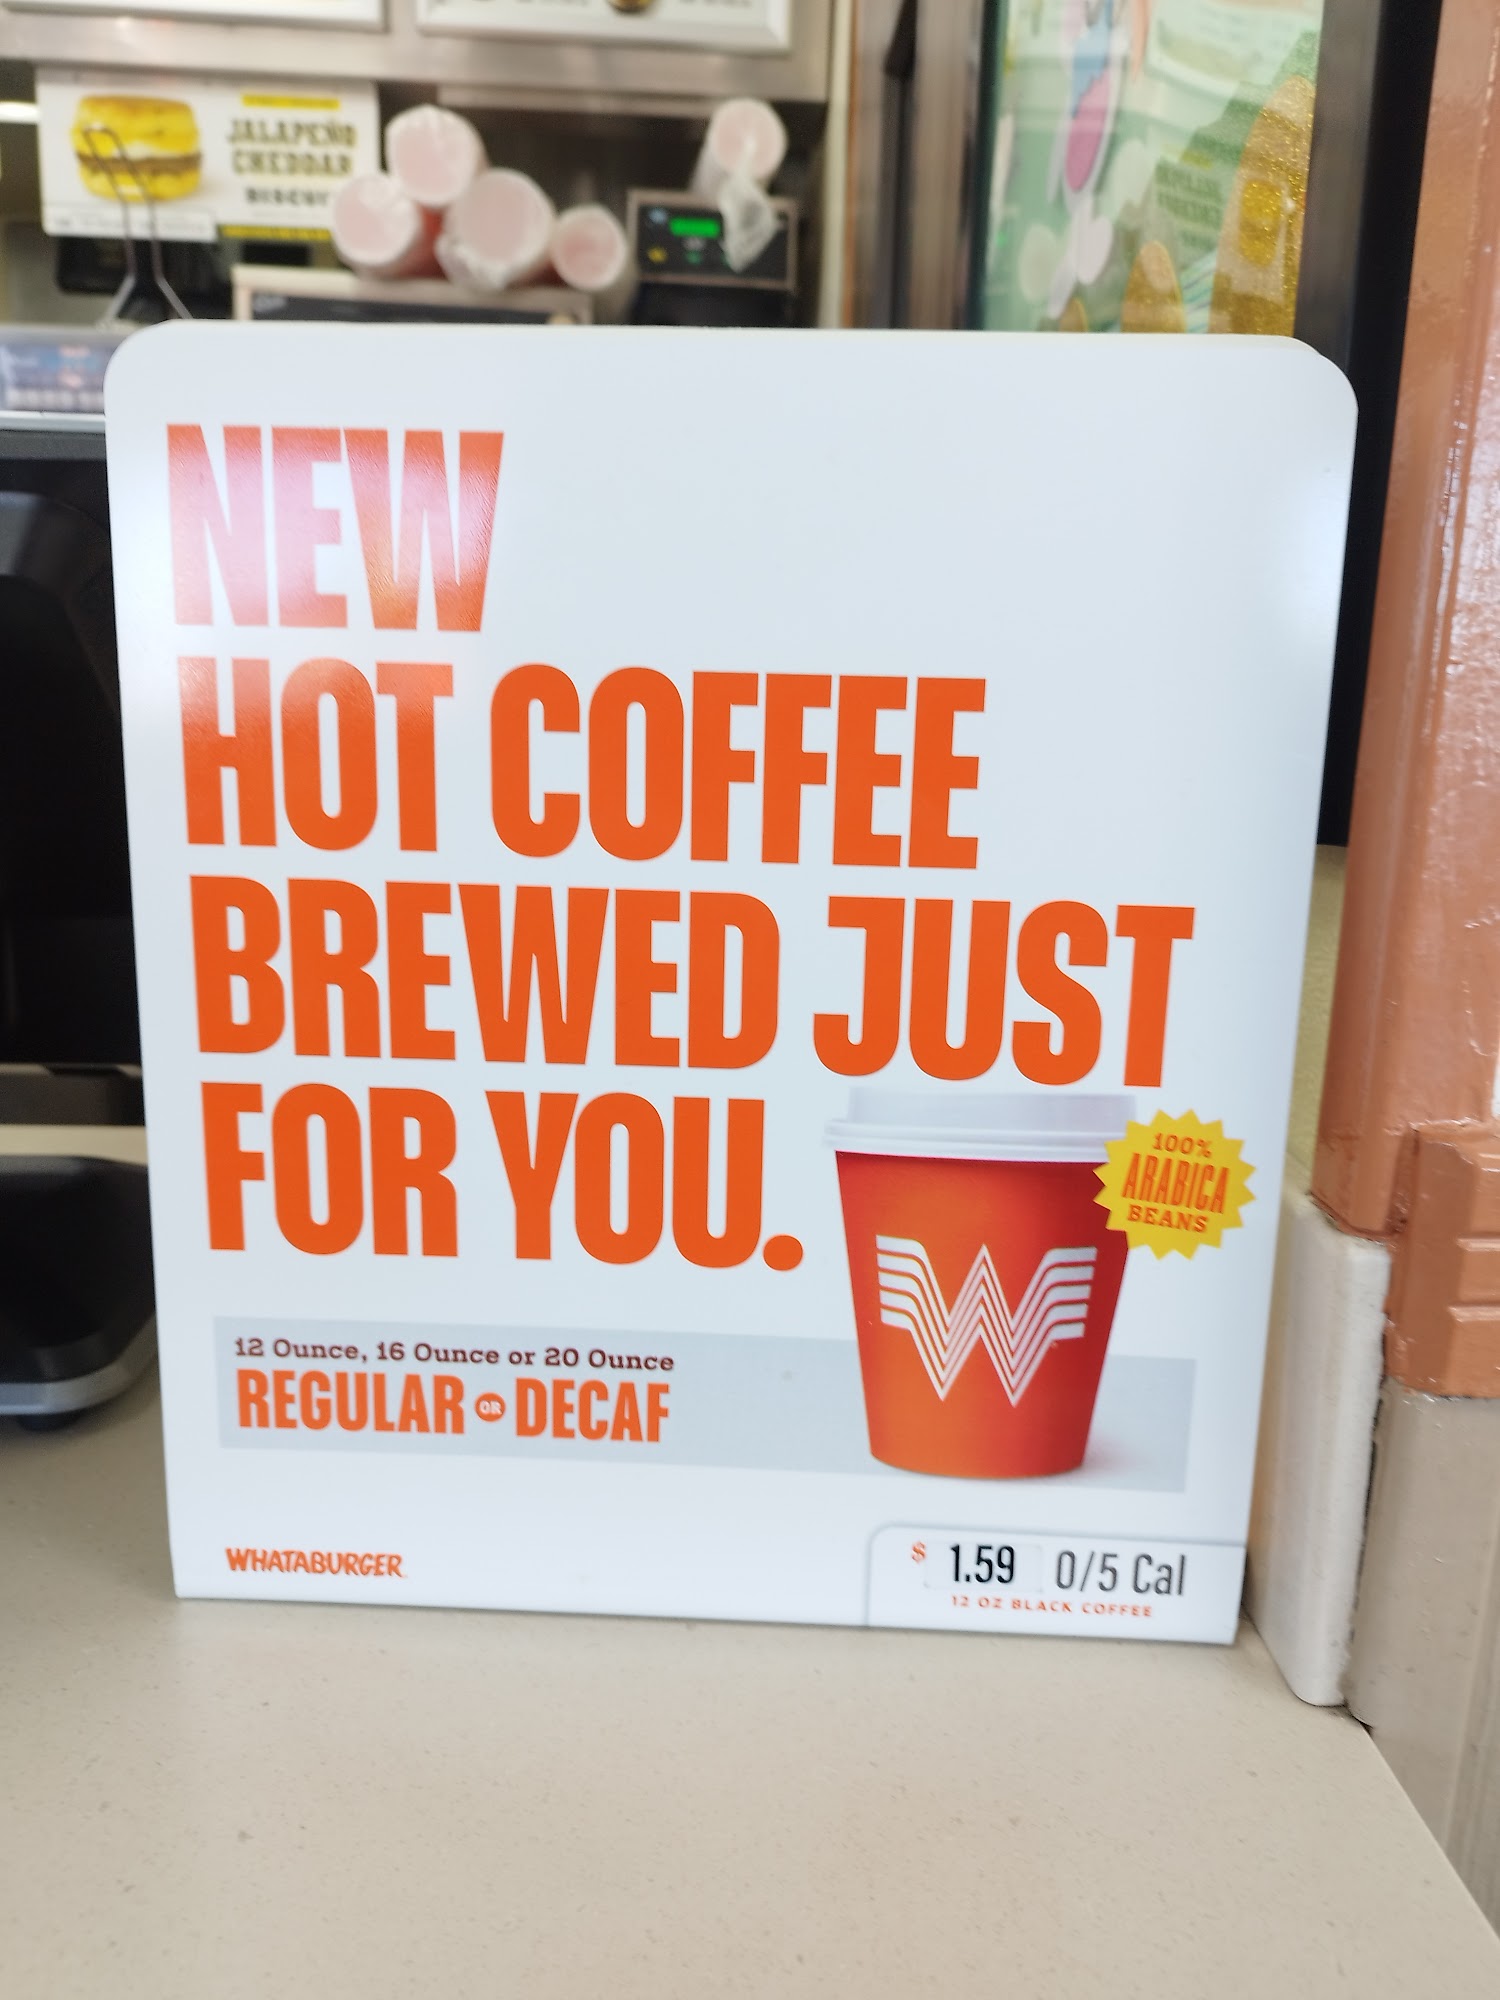 JALAPEÑO
CHEDDAR
NEW
HOT COFFEE
BREWED JUST
FOR YOU.
100%
ARABICA
BEANS
12 Ounce, 16 Ounce or 20 Ounce
REGULAR OR DECAF
WHATABURGER
$ 1.59 0/5 Cal
12 OZ BLACK COFFEE